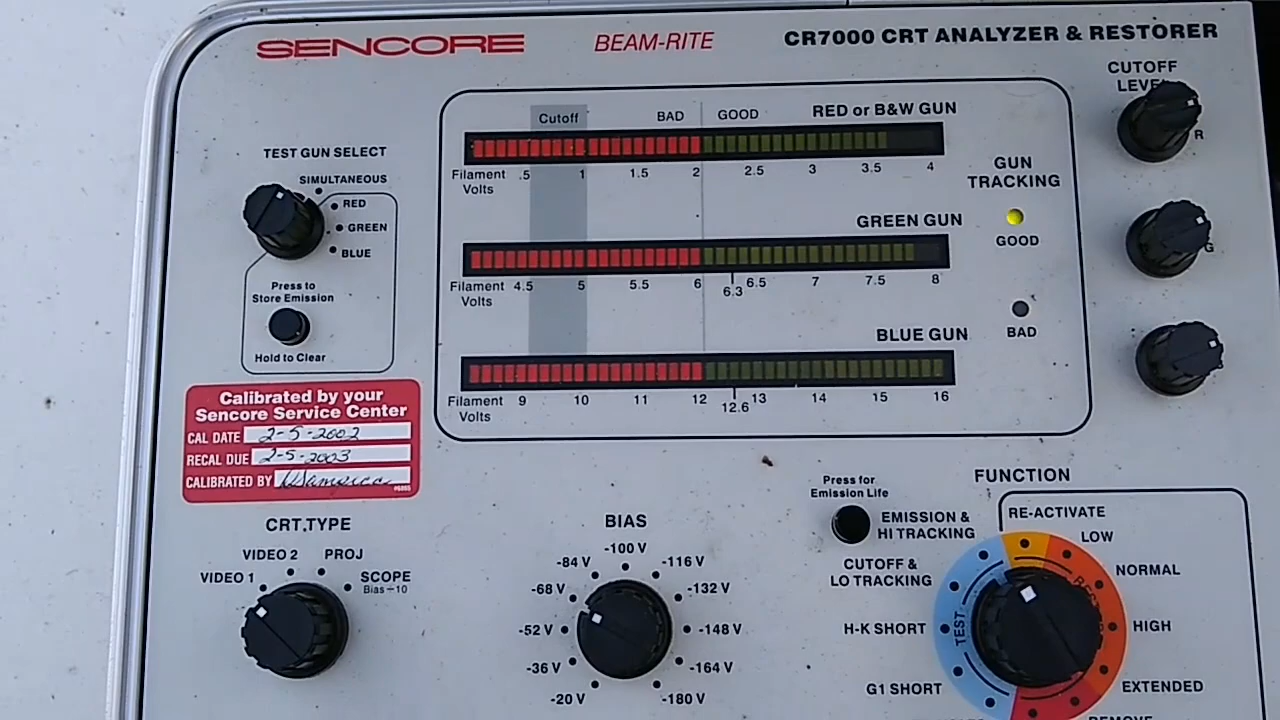 SENCORE BEAM-RITE CR7000 CRT ANALYZER & RESTORER
CUTOFF
LEVEL
R
G
Cutoff BAD GOOD RED or B&W GUN
Filament
Volts
.5 1 1.5 2 2.5 3 3.5 4
GREEN GUN
Filament
Volts
4.5 5 5.5 6 6.3 6.5 7 7.5 8
BLUE GUN
Filament
Volts
9 10 11 12 12.6 13 14 15 16
GUN
TRACKING
GOOD
BAD
TEST GUN SELECT
SIMULTANEOUS
RED
GREEN
BLUE
Press to
Store Emission
Hold to Clear
Calibrated by your
Sencore Service Center
CAL DATE 2-5-2002
RECAL DUE 2-5-2003
CALIBRATED BY
CRT TYPE
VIDEO 1
VIDEO 2
PROJ
SCOPE
Bias÷10
BIAS
-100 V
-84 V -116 V
-68 V -132 V
-52 V -148 V
-36 V -164 V
-20 V -180 V
FUNCTION
Press for
Emission Life
EMISSION &
HI TRACKING
CUTOFF &
LO TRACKING
H-K SHORT
G1 SHORT
TEST
RE-ACTIVATE
LOW
NORMAL
HIGH
EXTENDED
REMOVE